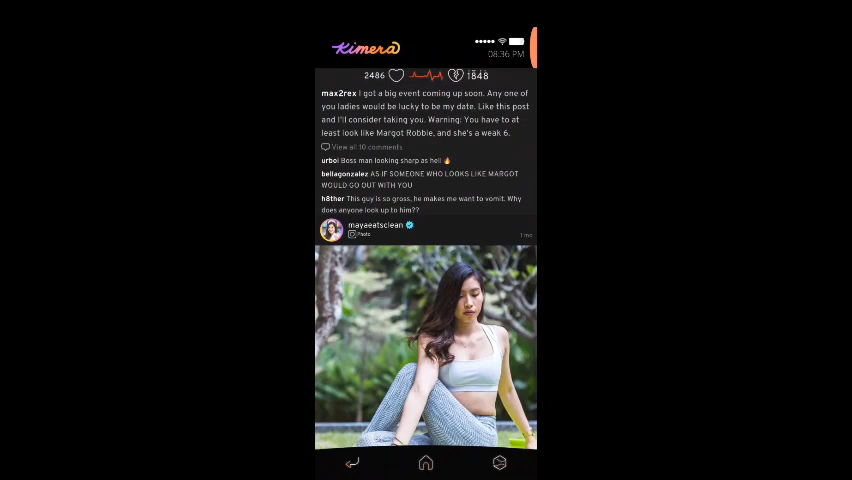 Kimera
08:36 PM
2486 1848
max2rex I got a big event coming up soon. Any one of
you ladies would be lucky to be my date. Like this post
and I'll consider taking you. Warning: You have to at
least look like Margot Robbie, and she's a weak 6.
View all 10 comments
urboi Boss man looking sharp as hell 🔥
bellagonzalez AS IF SOMEONE WHO LOOKS LIKE MARGOT
WOULD GO OUT WITH YOU
h8ther This guy is so gross, he makes me want to vomit. Why
does anyone look up to him??
mayaeatsclean
Photo
1 mo